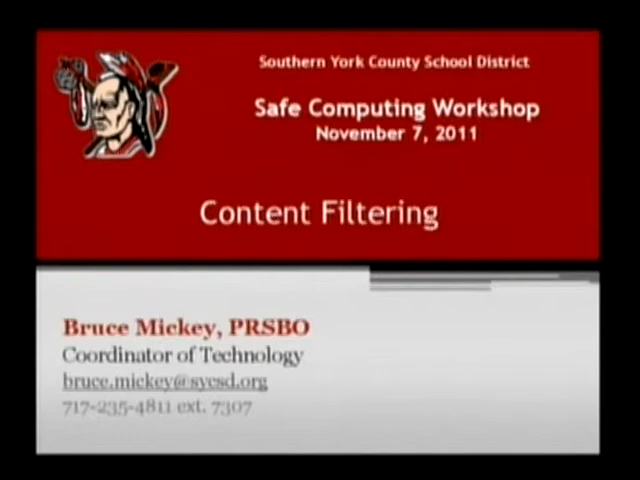 Southern York County School District
Safe Computing Workshop
November 7, 2011
Content Filtering
Bruce Mickey, PRSBO
Coordinator of Technology
bruce.mickey@sycsd.org
717-235-4811 ext. 7307